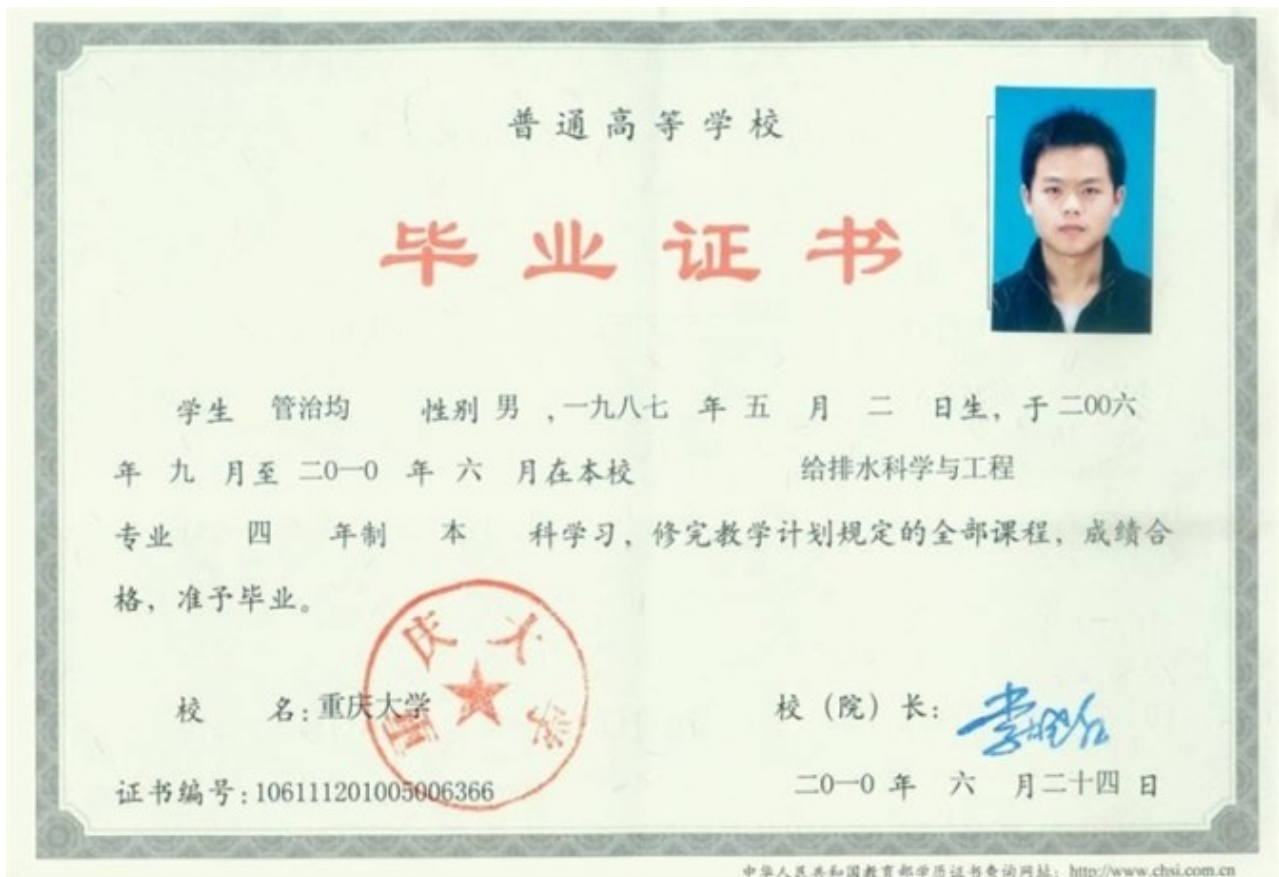 普通高等学校
毕业证书
学生 管治均 性别 男 ,一九八七 年 五 月 二 日生, 于 二00六
年 九 月至 二0一0 年 六 月在本校 给排水科学与工程
专业 四 年制 本 科学习, 修完教学计划规定的全部课程, 成绩合
格, 准予毕业。
重庆大学
校 名: 重庆大学 校（院）长:
证书编号: 106111201005006366 二0一0 年 六 月二十四 日
中华人民共和国教育部学历证书查询网址: http://www.chsi.com.cn